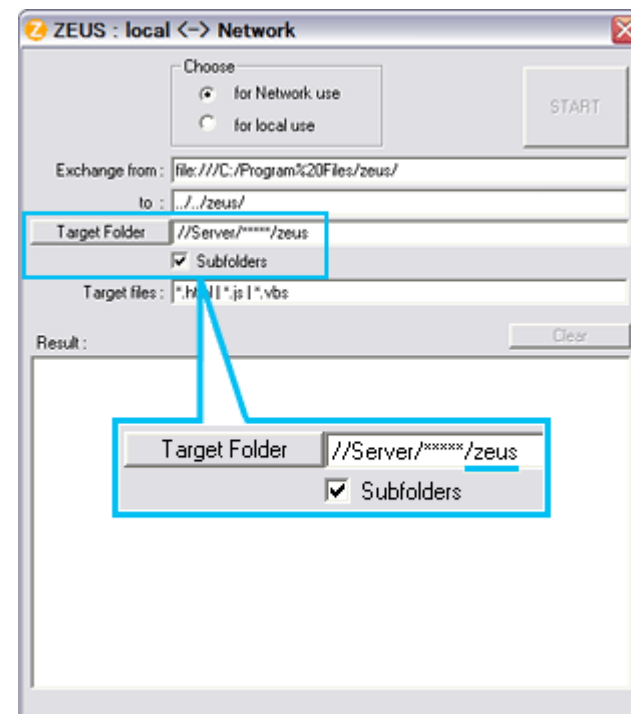 ZEUS : local <-> Network
Choose
for Network use
for local use
START
Exchange from : file:///C:/Program%20Files/zeus/
to : ../../zeus/
Target Folder //Server/*****/zeus
Subfolders
Target files : *.html | *.js | *.vbs
Result :
Clear
Target Folder //Server/*****/zeus
Subfolders